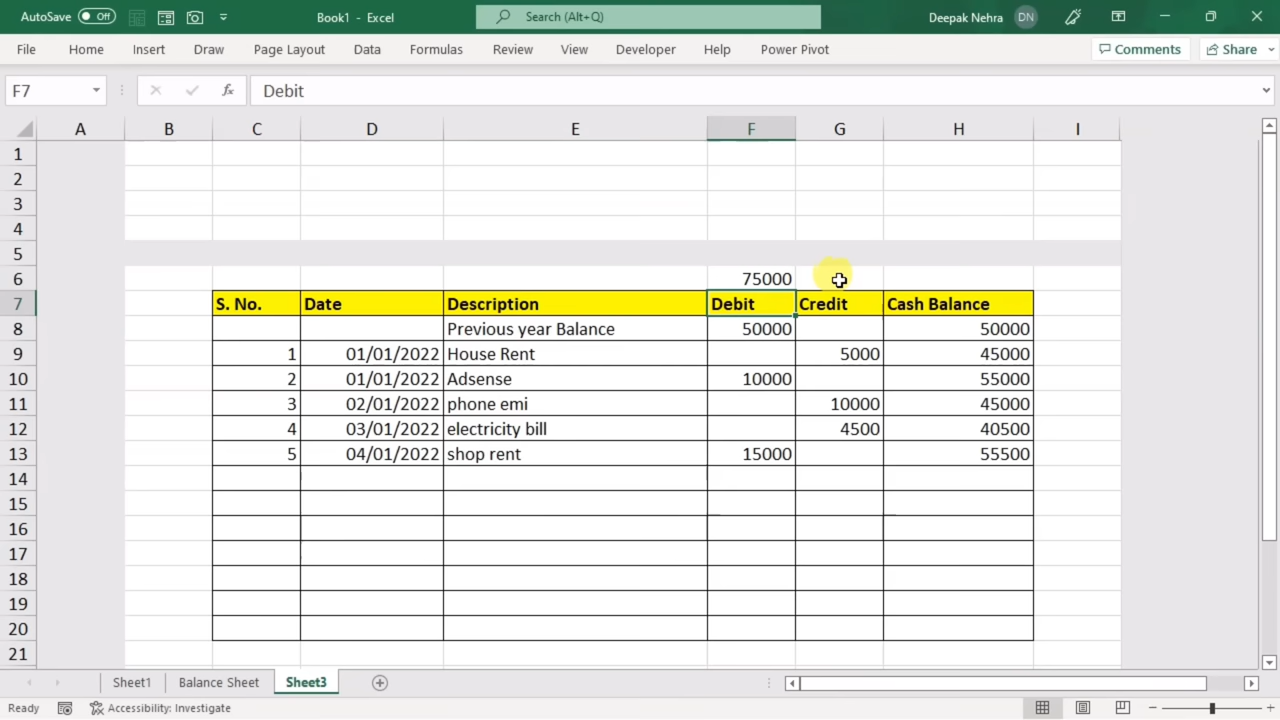 AutoSave Off Book1 - Excel Search (Alt+Q) Deepak Nehra DN
File Home Insert Draw Page Layout Data Formulas Review View Developer Help Power Pivot Comments Share
F7 fx Debit
A B C D E F G H I
1
2
3
4
5
6 75000
7 S. No. Date Description Debit Credit Cash Balance
8 Previous year Balance 50000 50000
9 1 01/01/2022 House Rent 5000 45000
10 2 01/01/2022 Adsense 10000 55000
11 3 02/01/2022 phone emi 10000 45000
12 4 03/01/2022 electricity bill 4500 40500
13 5 04/01/2022 shop rent 15000 55500
14
15
16
17
18
19
20
21
Sheet1 Balance Sheet Sheet3
Ready Accessibility: Investigate